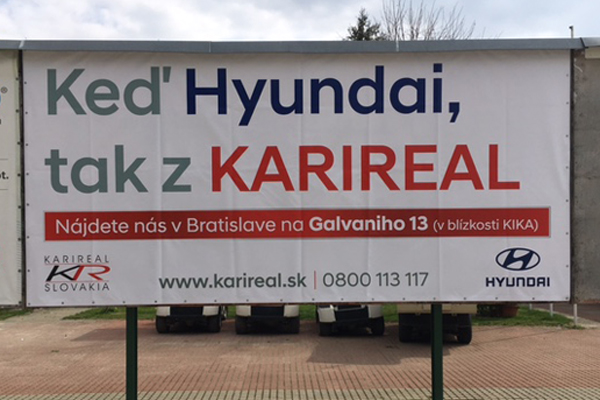 Keď Hyundai,
tak z KARIREAL
Nájdete nás v Bratislave na Galvaniho 13 (v blízkosti KIKA)
KARIREAL
KR
SLOVAKIA
www.karireal.sk | 0800 113 117
HYUNDAI
pt.